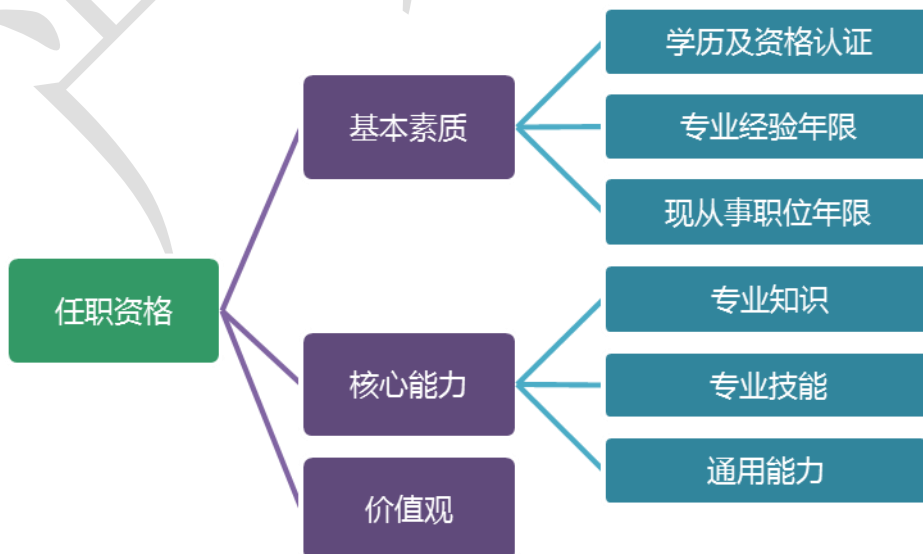 任职资格
基本素质
学历及资格认证
专业经验年限
现从事职位年限
核心能力
专业知识
专业技能
通用能力
价值观